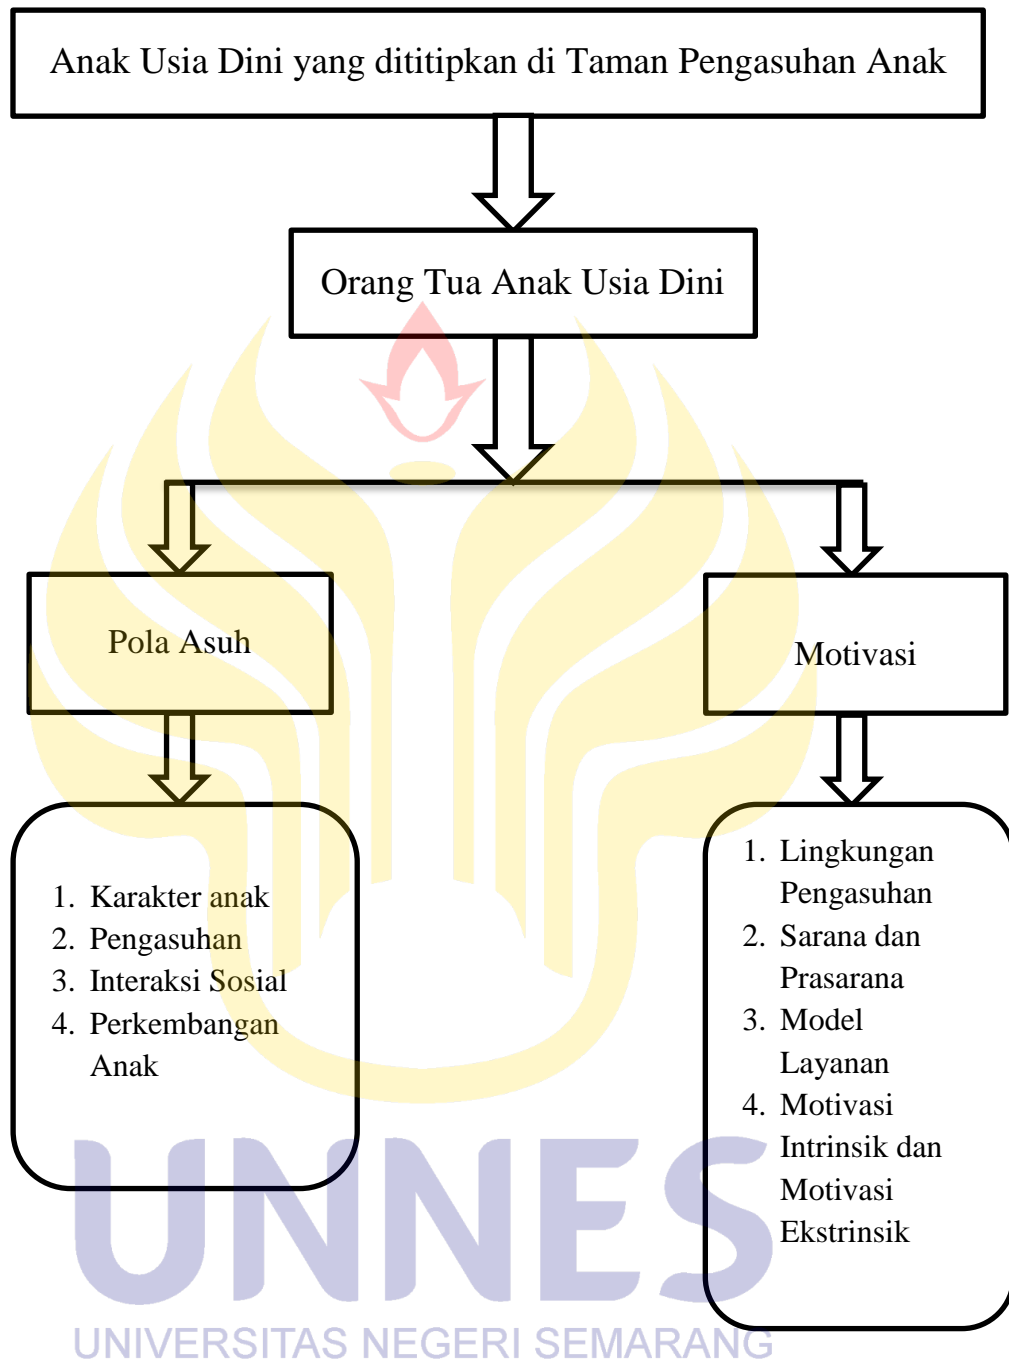 Anak Usia Dini yang dititipkan di Taman Pengasuhan Anak
Orang Tua Anak Usia Dini
Pola Asuh
Motivasi
1. Karakter anak
2. Pengasuhan
3. Interaksi Sosial
4. Perkembangan
Anak
1. Lingkungan
Pengasuhan
2. Sarana dan
Prasarana
3. Model
Layanan
4. Motivasi
Intrinsik dan
Motivasi
Ekstrinsik
UNNES
UNIVERSITAS NEGERI SEMARANG